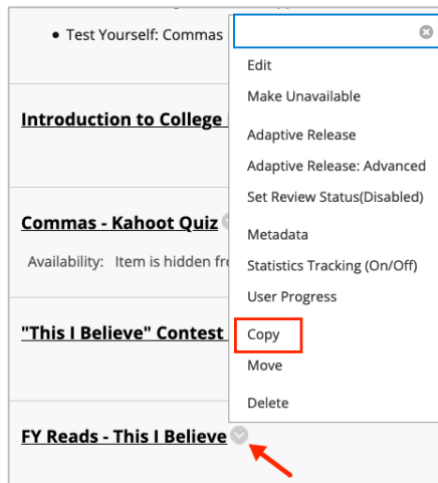 • Test Yourself: Commas
Edit
Make Unavailable
Introduction to College
Adaptive Release
Adaptive Release: Advanced
Set Review Status(Disabled)
Commas - Kahoot Quiz
Metadata
Availability: Item is hidden
Statistics Tracking (On/Off)
User Progress
"This I Believe" Contest
Copy
Move
Delete
FY Reads - This I Believe